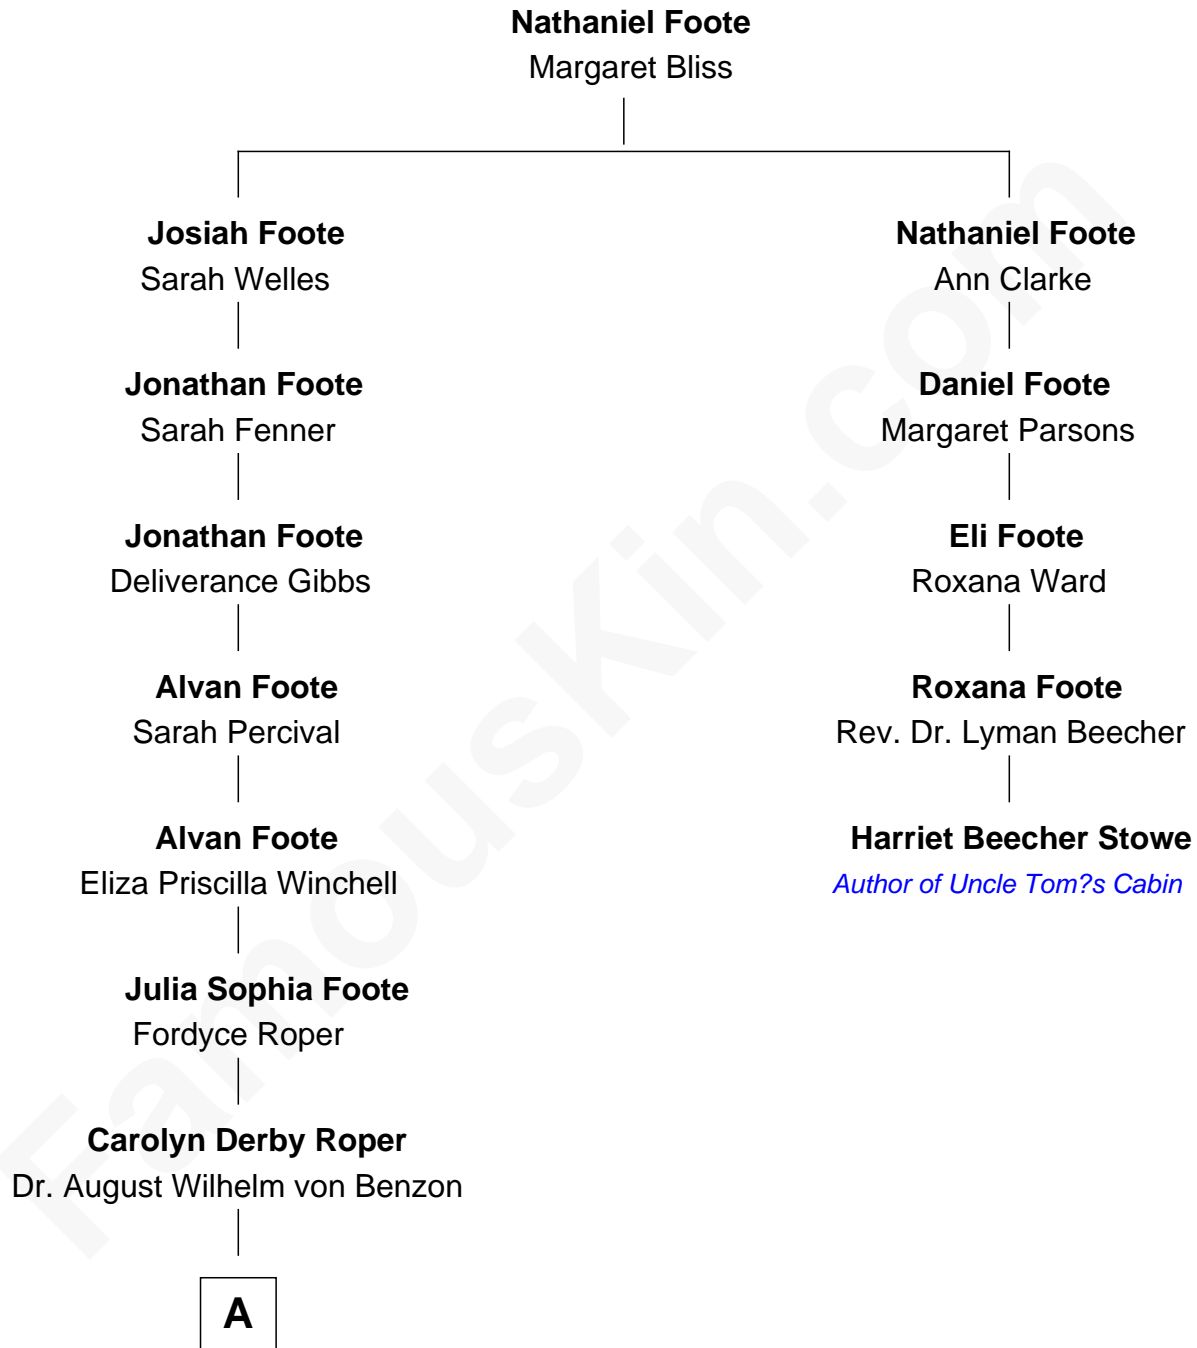 Nathaniel Foote
Margaret Bliss
Josiah Foote
Sarah Welles
Nathaniel Foote
Ann Clarke
Jonathan Foote
Sarah Fenner
Daniel Foote
Margaret Parsons
Jonathan Foote
Deliverance Gibbs
Eli Foote
Roxana Ward
Alvan Foote
Sarah Percival
Roxana Foote
Rev. Dr. Lyman Beecher
Alvan Foote
Eliza Priscilla Winchell
Harriet Beecher Stowe
Author of Uncle Tom?s Cabin
Julia Sophia Foote
Fordyce Roper
Carolyn Derby Roper
Dr. August Wilhelm von Benzon
A
FamousKin.com